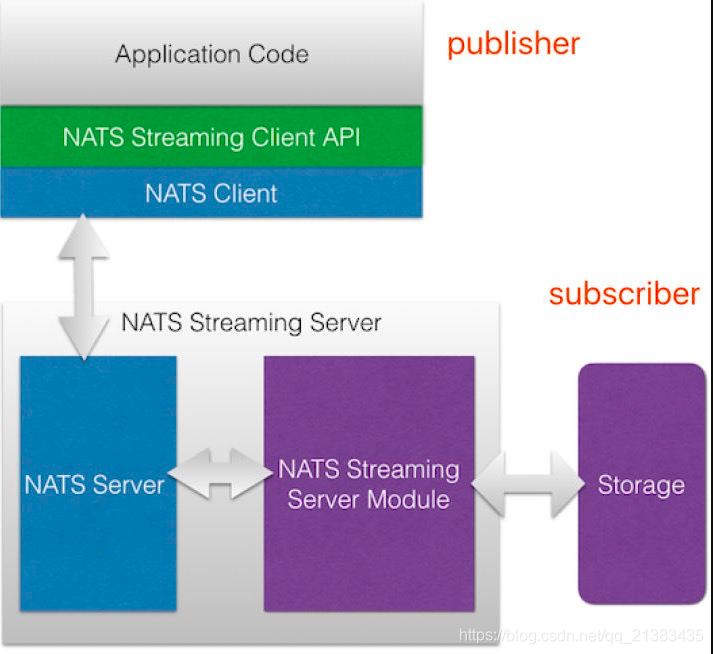 Application Code
publisher
NATS Streaming Client API
NATS Client
subscriber
NATS Streaming Server
NATS Server
NATS Streaming
Server Module
Storage
https://blog.csdn.net/qq_21383435